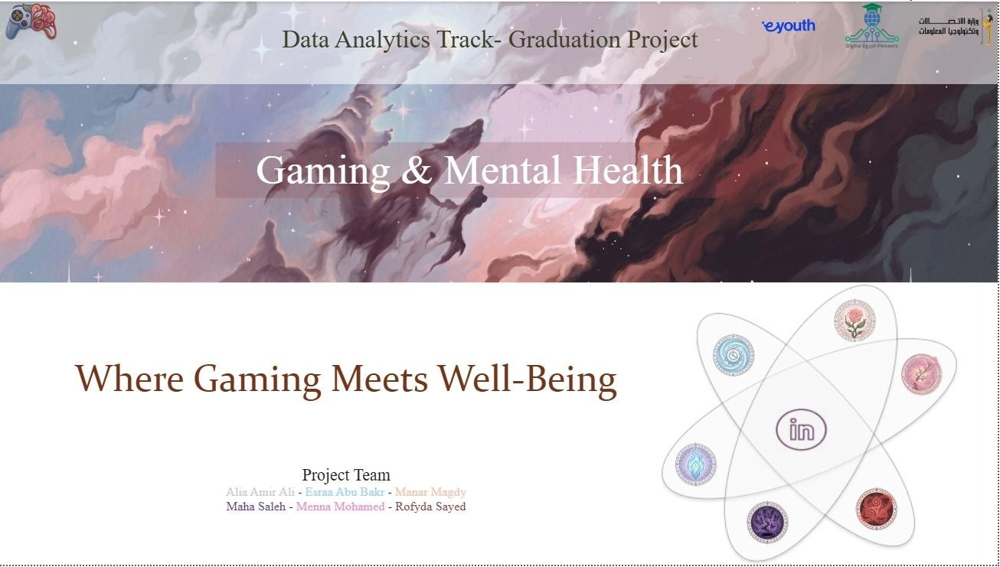 Data Analytics Track- Graduation Project
eyouth
Digital Egypt Pioneers
وزارة الاتصــــــالات
وتكنولوجيا المعلومات
Gaming & Mental Health
Where Gaming Meets Well-Being
in
Project Team
Alia Amir Ali - Esraa Abu Bakr - Manar Magdy
Maha Saleh - Menna Mohamed - Rofyda Sayed